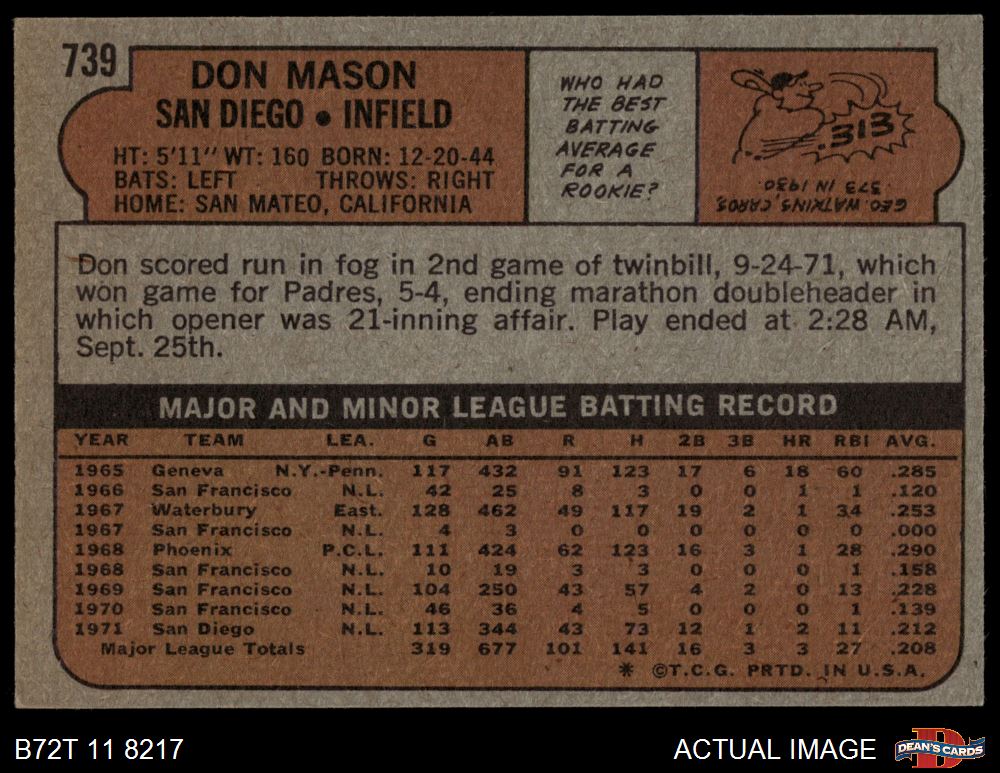 739
DON MASON
SAN DIEGO • INFIELD
HT: 5'11" WT: 160 BORN: 12-20-44
BATS: LEFT THROWS: RIGHT
HOME: SAN MATEO, CALIFORNIA
WHO HAD
THE BEST
BATTING
AVERAGE
FOR A
ROOKIE?
.313
GEO. WATKINS, CARDS,
.373 IN 1930.
Don scored run in fog in 2nd game of twinbill, 9-24-71, which
won game for Padres, 5-4, ending marathon doubleheader in
which opener was 21-inning affair. Play ended at 2:28 AM,
Sept. 25th.
MAJOR AND MINOR LEAGUE BATTING RECORD
YEAR TEAM LEA. G AB R H 2B 3B HR RBI AVG.
1965 Geneva N.Y.-Penn. 117 432 91 123 17 6 18 60 .285
1966 San Francisco N.L. 42 25 8 3 0 0 1 1 .120
1967 Waterbury East. 128 462 49 117 19 2 1 34 .253
1967 San Francisco N.L. 4 3 0 0 0 0 0 0 .000
1968 Phoenix P.C.L. 111 424 62 123 16 3 1 28 .290
1968 San Francisco N.L. 10 19 3 3 0 0 0 1 .158
1969 San Francisco N.L. 104 250 43 57 4 2 0 13 .228
1970 San Francisco N.L. 46 36 4 5 0 0 0 1 .139
1971 San Diego N.L. 113 344 43 73 12 1 2 11 .212
Major League Totals 319 677 101 141 16 3 3 27 .208
* ©T.C.G. PRTD. IN U.S.A.
B72T 11 8217
ACTUAL IMAGE
DEAN'S CARDS